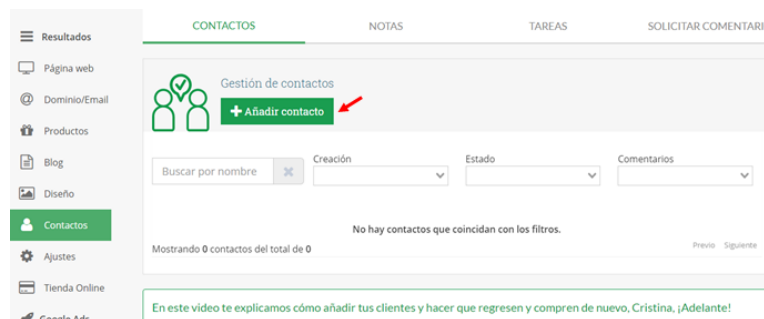 CONTACTOS
NOTAS
TAREAS
SOLICITAR COMENTARI
Resultados
Página web
Dominio/Email
Productos
Blog
Diseño
Contactos
Ajustes
Tienda Online
Google Ads
Gestión de contactos
+ Añadir contacto
Buscar por nombre
Creación
Estado
Comentarios
No hay contactos que coincidan con los filtros.
Mostrando 0 contactos del total de 0
Previo Siguiente
En este video te explicamos cómo añadir tus clientes y hacer que regresen y compren de nuevo, Cristina, ¡Adelante!